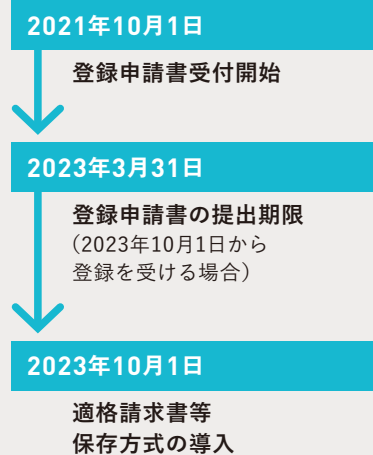 2021年10月1日
登録申請書受付開始
2023年3月31日
登録申請書の提出期限
(2023年10月1日から
登録を受ける場合)
2023年10月1日
適格請求書等
保存方式の導入